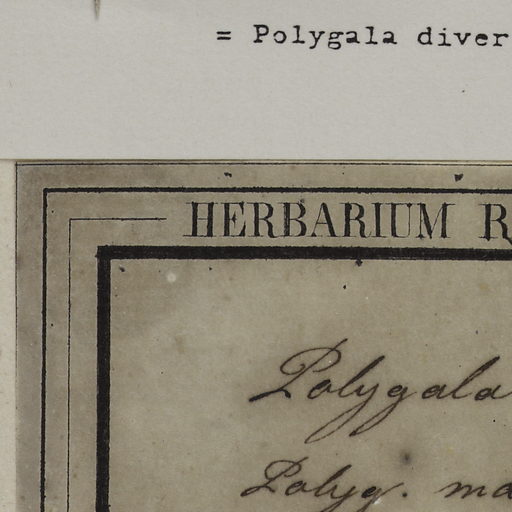 = Polygala diver
HERBARIUM R
Polygala
Polyg. ma